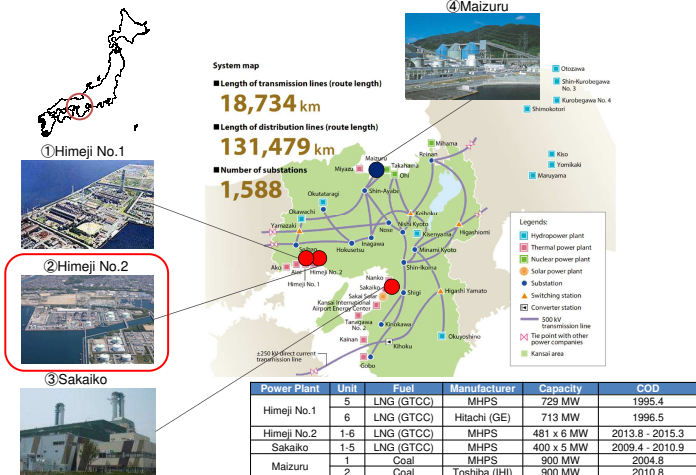 ④Maizuru
System map
■Length of transmission lines (route length)
18,734 km
■Length of distribution lines (route length)
131,479 km
■Number of substations
1,588
①Himeji No.1
②Himeji No.2
③Sakaiko
Otozawa
Shin-Kurobegawa
No. 3
Kurobegawa No. 4
Shimokotori
Kiso
Yomikaki
Maruyama
Mihama
Reinan
Maizuru
Takahama
Miyazu
Ohi
Shin-Ayabe
Okutataragi
Okawachi
Keihoku
Yamazaki
Nose
Nishi Kyoto
Kisenyama
Higashiomi
Inagawa
Hokusetsu
Minami Kyoto
Ako
Aioi
Himeji No. 2
Himeji No. 1
Shin-Ikoma
Nanko
Sakaiko
Shigi
Higashi Yamato
Sakai Solar
Kansai International
Airport Energy Center
Tanagawa
No. 2
Kinokawa
Kainan
Kihoku
Okuyoshino
Gobo
±250 kV direct current
transmission line
Legends:
Hydropower plant
Thermal power plant
Nuclear power plant
Solar power plant
Substation
Switching station
Converter station
500 kV
transmission line
Tie point with other
power companies
Kansai area
Power Plant Unit Fuel Manufacturer Capacity COD
Himeji No.1 5 LNG (GTCC) MHPS 729 MW 1995.4
6 LNG (GTCC) Hitachi (GE) 713 MW 1996.5
Himeji No.2 1-6 LNG (GTCC) MHPS 481 x 6 MW 2013.8 - 2015.3
Sakaiko 1-5 LNG (GTCC) MHPS 400 x 5 MW 2009.4 - 2010.9
Maizuru 1 Coal MHPS 900 MW 2004.8
2 Coal Toshiba (IHI) 900 MW 2010.8